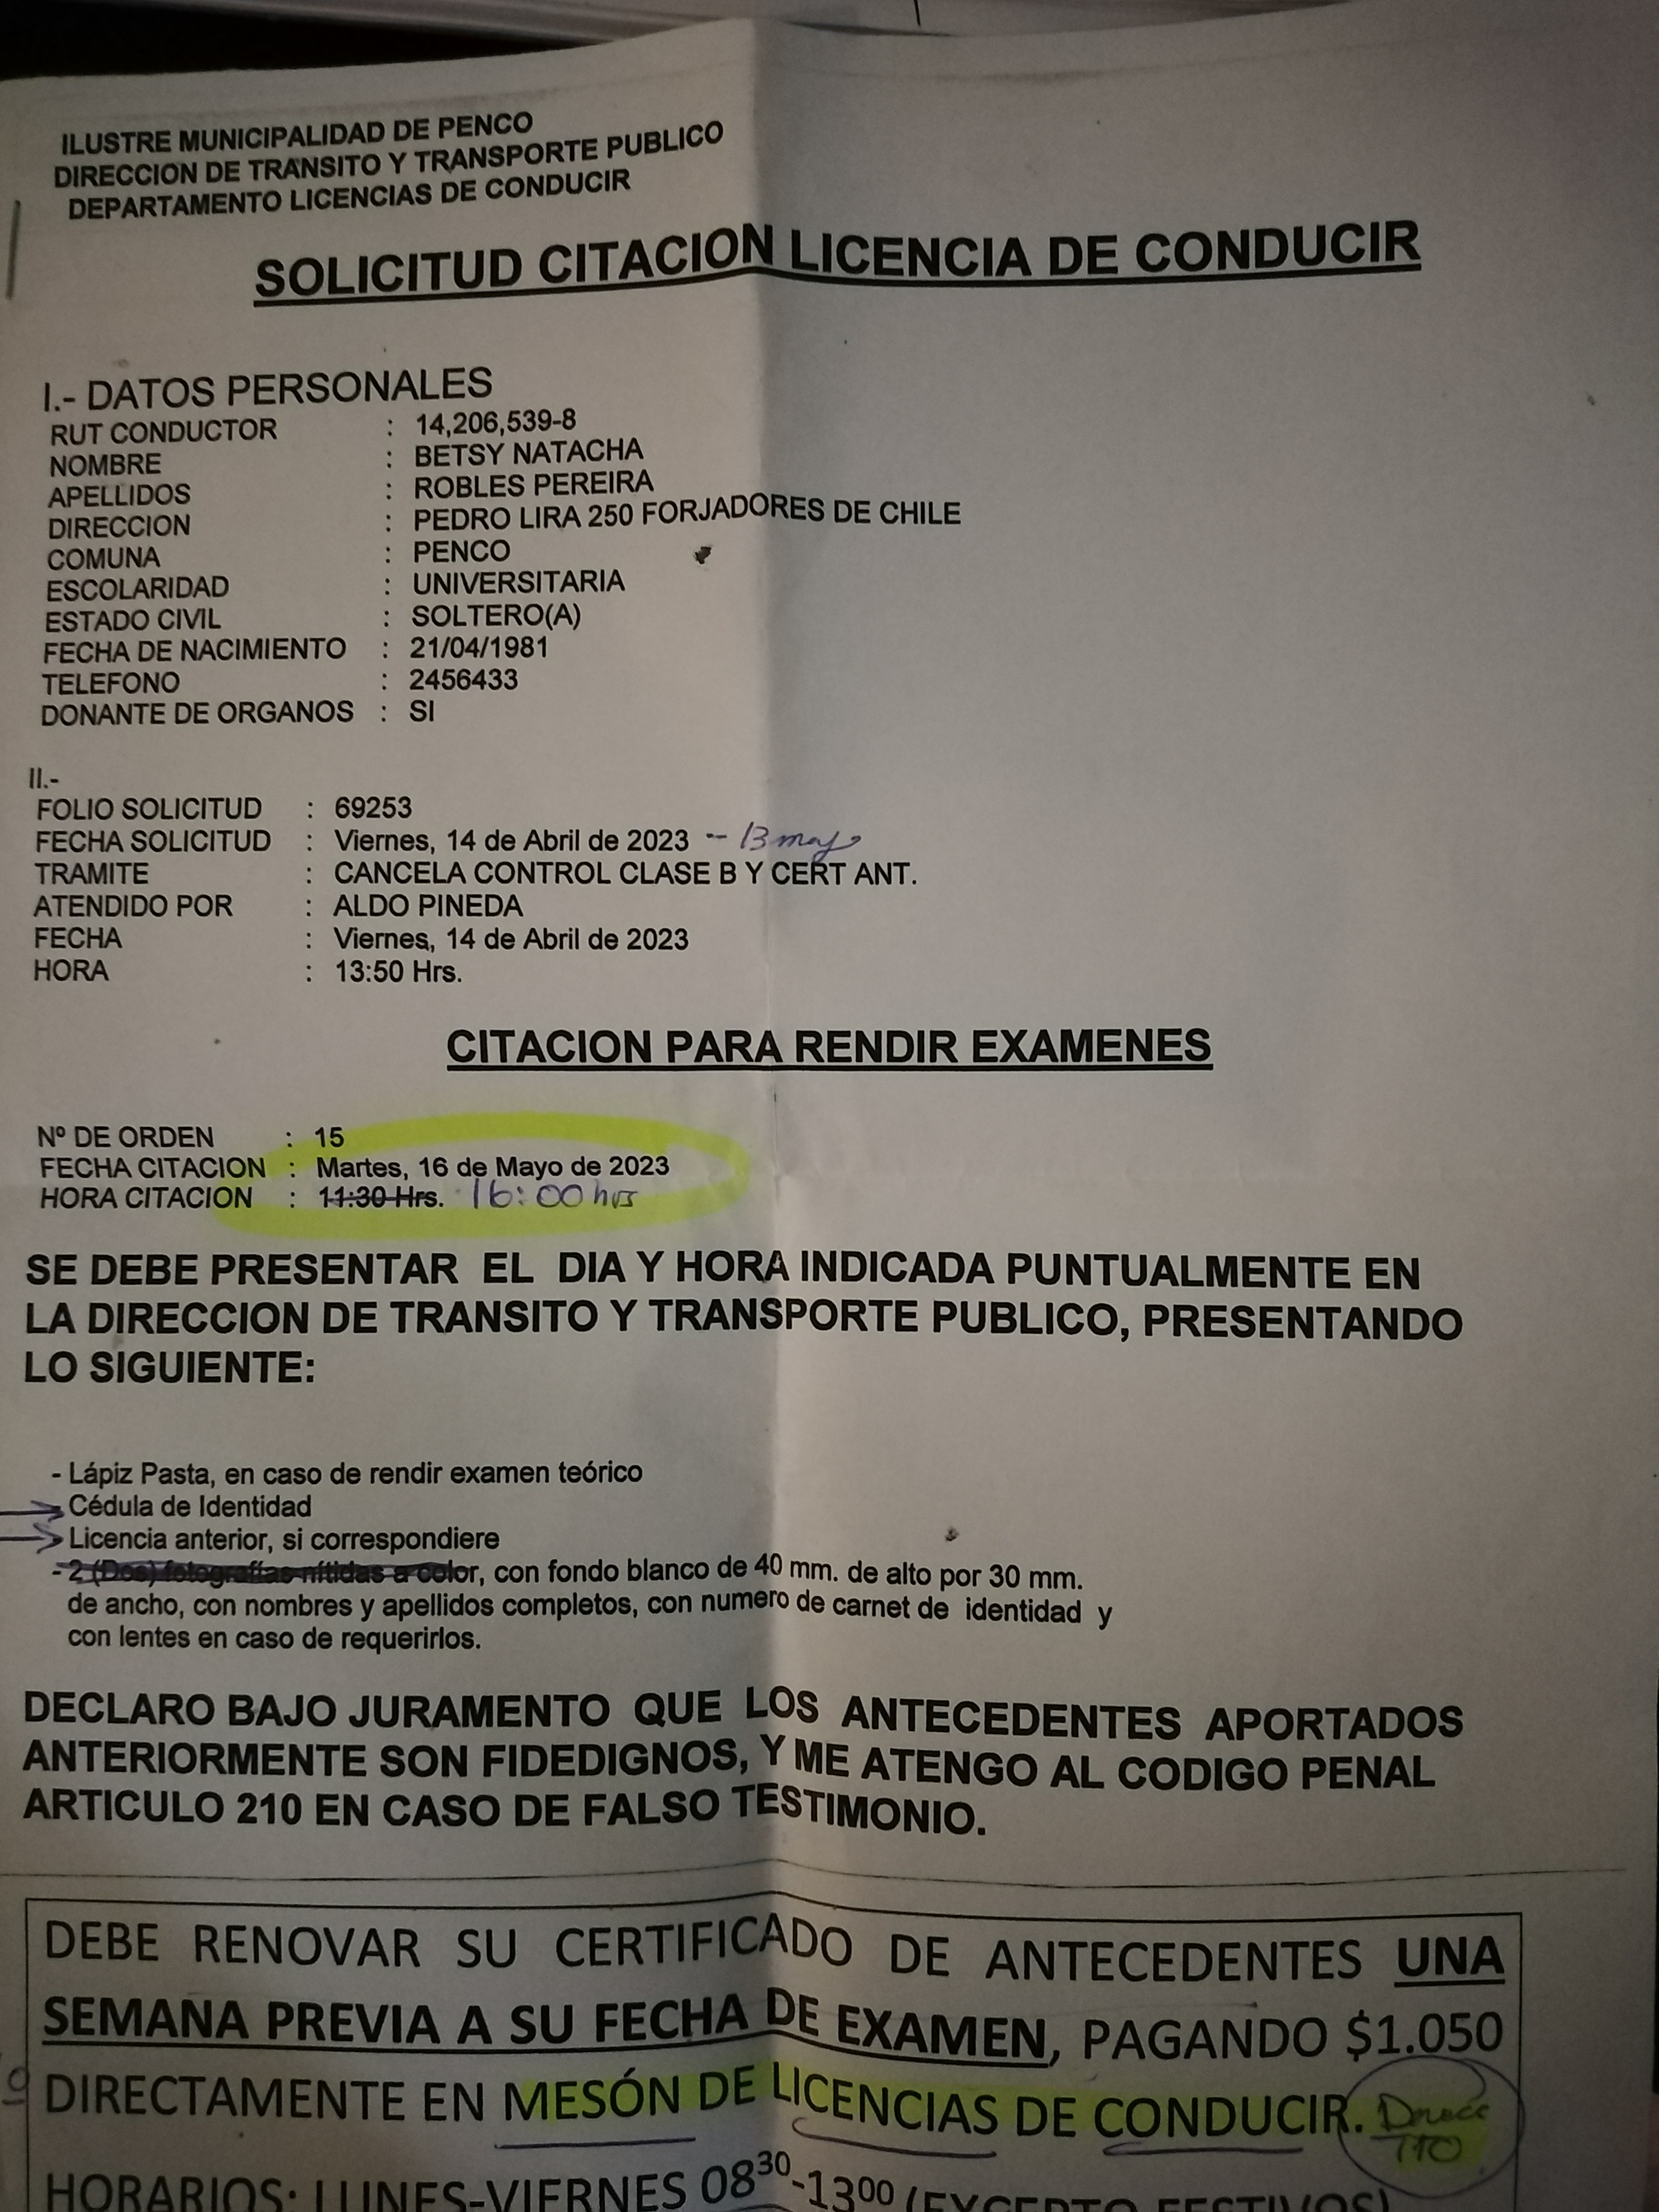 ILUSTRE MUNICIPALIDAD DE PENCO
DIRECCION DE TRANSITO Y TRANSPORTE PUBLICO
DEPARTAMENTO LICENCIAS DE CONDUCIR
SOLICITUD CITACION LICENCIA DE CONDUCIR
I.- DATOS PERSONALES
RUT CONDUCTOR : 14,206,539-8
NOMBRE : BETSY NATACHA
APELLIDOS : ROBLES PEREIRA
DIRECCION : PEDRO LIRA 250 FORJADORES DE CHILE
COMUNA : PENCO
ESCOLARIDAD : UNIVERSITARIA
ESTADO CIVIL : SOLTERO(A)
FECHA DE NACIMIENTO : 21/04/1981
TELEFONO : 2456433
DONANTE DE ORGANOS : SI
II.-
FOLIO SOLICITUD : 69253
FECHA SOLICITUD : Viernes, 14 de Abril de 2023 -- 13 may
TRAMITE : CANCELA CONTROL CLASE B Y CERT ANT.
ATENDIDO POR : ALDO PINEDA
FECHA : Viernes, 14 de Abril de 2023
HORA : 13:50 Hrs.
CITACION PARA RENDIR EXAMENES
Nº DE ORDEN : 15
FECHA CITACION : Martes, 16 de Mayo de 2023
HORA CITACION : 11:30 Hrs. 16:00 hrs
SE DEBE PRESENTAR EL DIA Y HORA INDICADA PUNTUALMENTE EN
LA DIRECCION DE TRANSITO Y TRANSPORTE PUBLICO, PRESENTANDO
LO SIGUIENTE:
- Lápiz Pasta, en caso de rendir examen teórico
- Cédula de Identidad
- Licencia anterior, si correspondiere
- 2 (Dos) fotografías nítidas a color, con fondo blanco de 40 mm. de alto por 30 mm.
de ancho, con nombres y apellidos completos, con numero de carnet de identidad y
con lentes en caso de requerirlos.
DECLARO BAJO JURAMENTO QUE LOS ANTECEDENTES APORTADOS
ANTERIORMENTE SON FIDEDIGNOS, Y ME ATENGO AL CODIGO PENAL
ARTICULO 210 EN CASO DE FALSO TESTIMONIO.
DEBE RENOVAR SU CERTIFICADO DE ANTECEDENTES UNA
SEMANA PREVIA A SU FECHA DE EXAMEN, PAGANDO $1.050
DIRECTAMENTE EN MESÓN DE LICENCIAS DE CONDUCIR.
HORARIOS: LUNES-VIERNES 08³⁰-13⁰⁰ (EXCEPTO FESTIVOS)